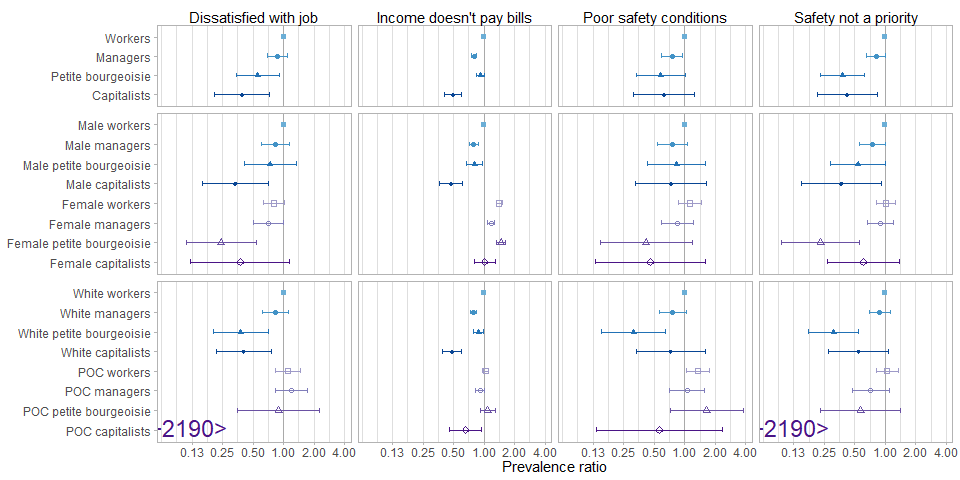 Dissatisfied with job Income doesn't pay bills Poor safety conditions Safety not a priority
Workers
Managers
Petite bourgeoisie
Capitalists
Male workers
Male managers
Male petite bourgeoisie
Male capitalists
Female workers
Female managers
Female petite bourgeoisie
Female capitalists
White workers
White managers
White petite bourgeoisie
White capitalists
POC workers
POC managers
POC petite bourgeoisie
POC capitalists
2190> 2190>
0.13 0.25 0.50 1.00 2.00 4.00 0.13 0.25 0.50 1.00 2.00 4.00 0.13 0.25 0.50 1.00 2.00 4.00 0.13 0.25 0.50 1.00 2.00 4.00
Prevalence ratio